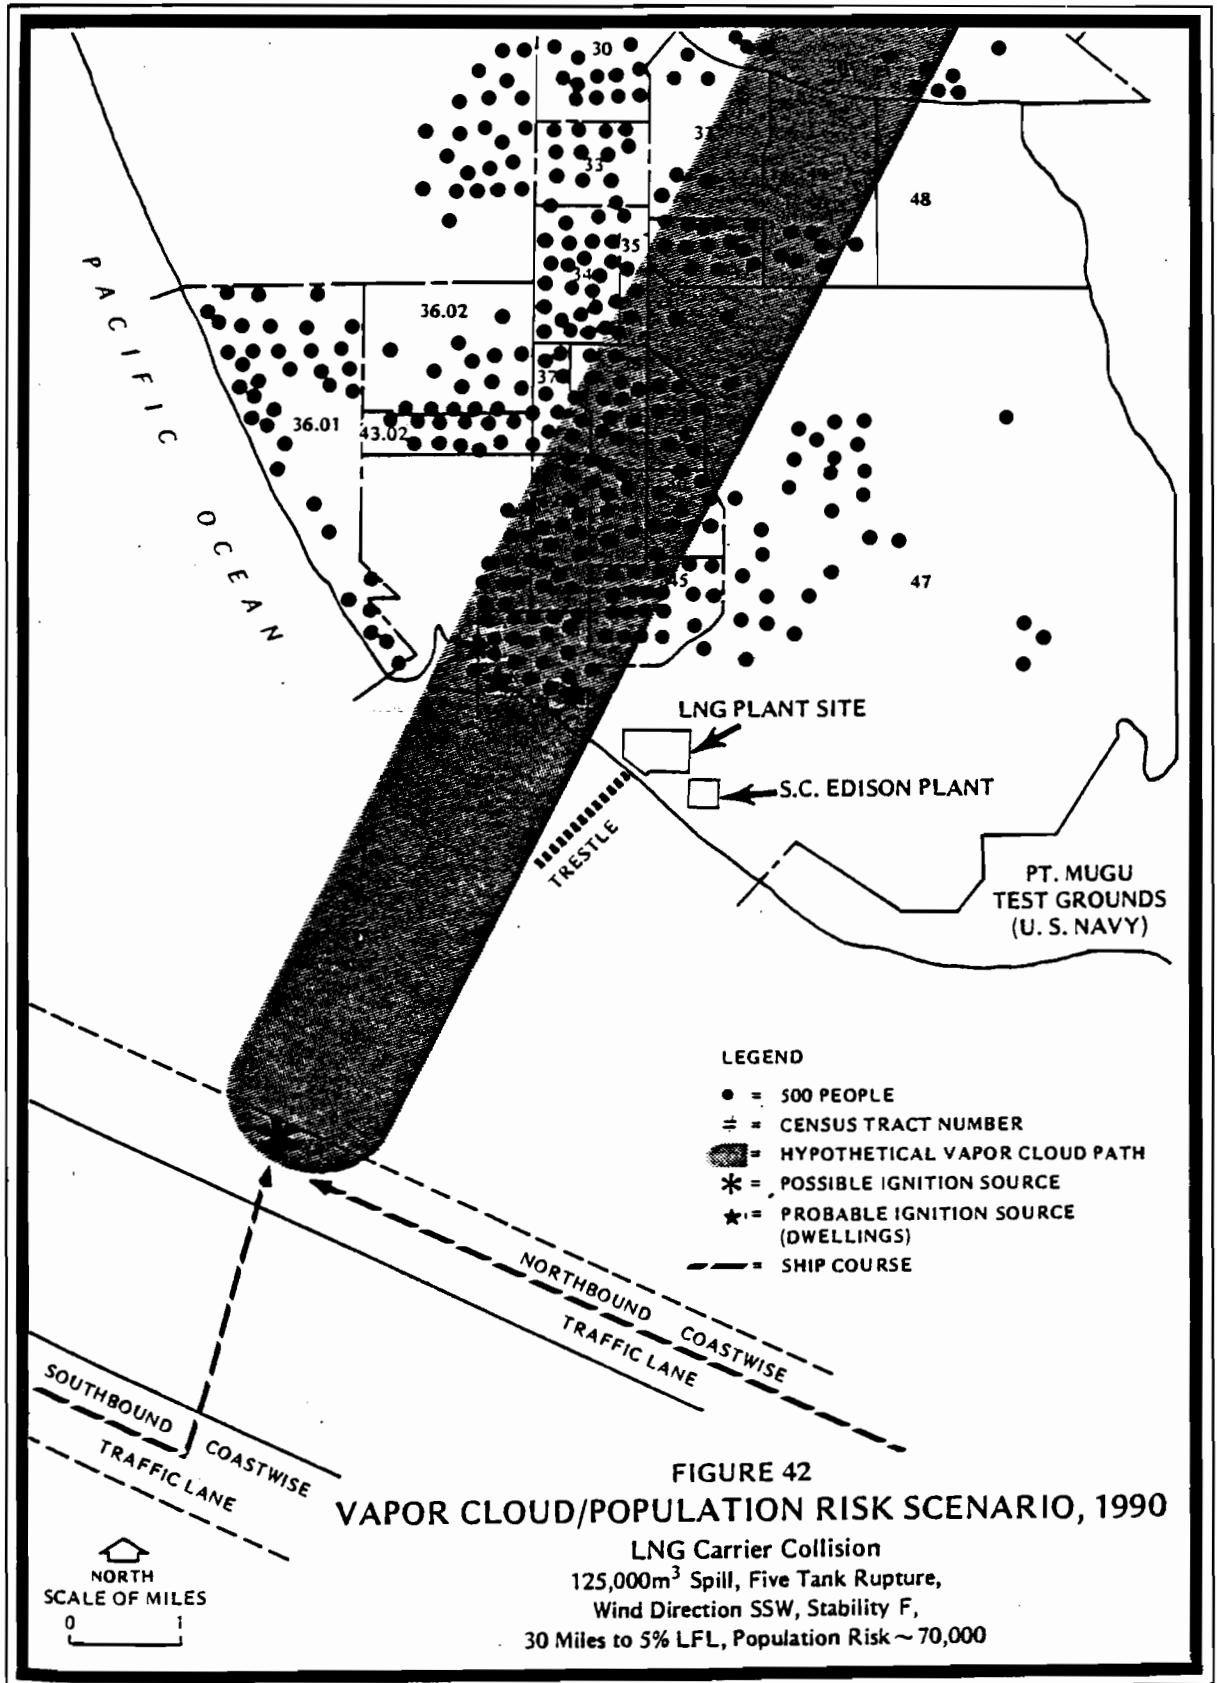 30
33
48
35
34
36.02
37
36.01
43.02
45
47
PACIFIC OCEAN
LNG PLANT SITE
S.C. EDISON PLANT
TRESTLE
PT. MUGU
TEST GROUNDS
(U. S. NAVY)
LEGEND
● = 500 PEOPLE
# = CENSUS TRACT NUMBER
= HYPOTHETICAL VAPOR CLOUD PATH
* = POSSIBLE IGNITION SOURCE
★ = PROBABLE IGNITION SOURCE
(DWELLINGS)
= SHIP COURSE
NORTHBOUND COASTWISE
TRAFFIC LANE
SOUTHBOUND COASTWISE
TRAFFIC LANE
FIGURE 42
VAPOR CLOUD/POPULATION RISK SCENARIO, 1990
LNG Carrier Collision
125,000m³ Spill, Five Tank Rupture,
Wind Direction SSW, Stability F,
30 Miles to 5% LFL, Population Risk ~ 70,000
NORTH
SCALE OF MILES
0 1